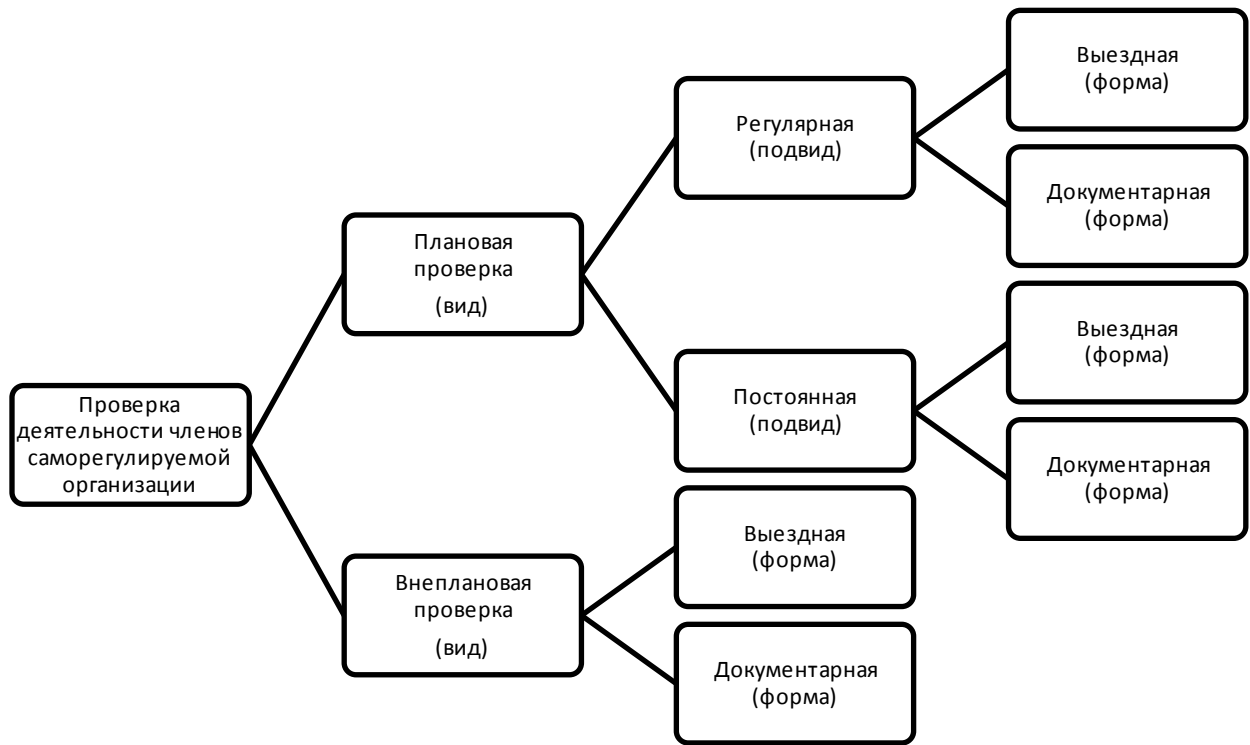 Проверка
деятельности членов
саморегулируемой
организации
Плановая
проверка
(вид)
Регулярная
(подвид)
Выездная
(форма)
Документарная
(форма)
Постоянная
(подвид)
Выездная
(форма)
Документарная
(форма)
Внеплановая
проверка
(вид)
Выездная
(форма)
Документарная
(форма)